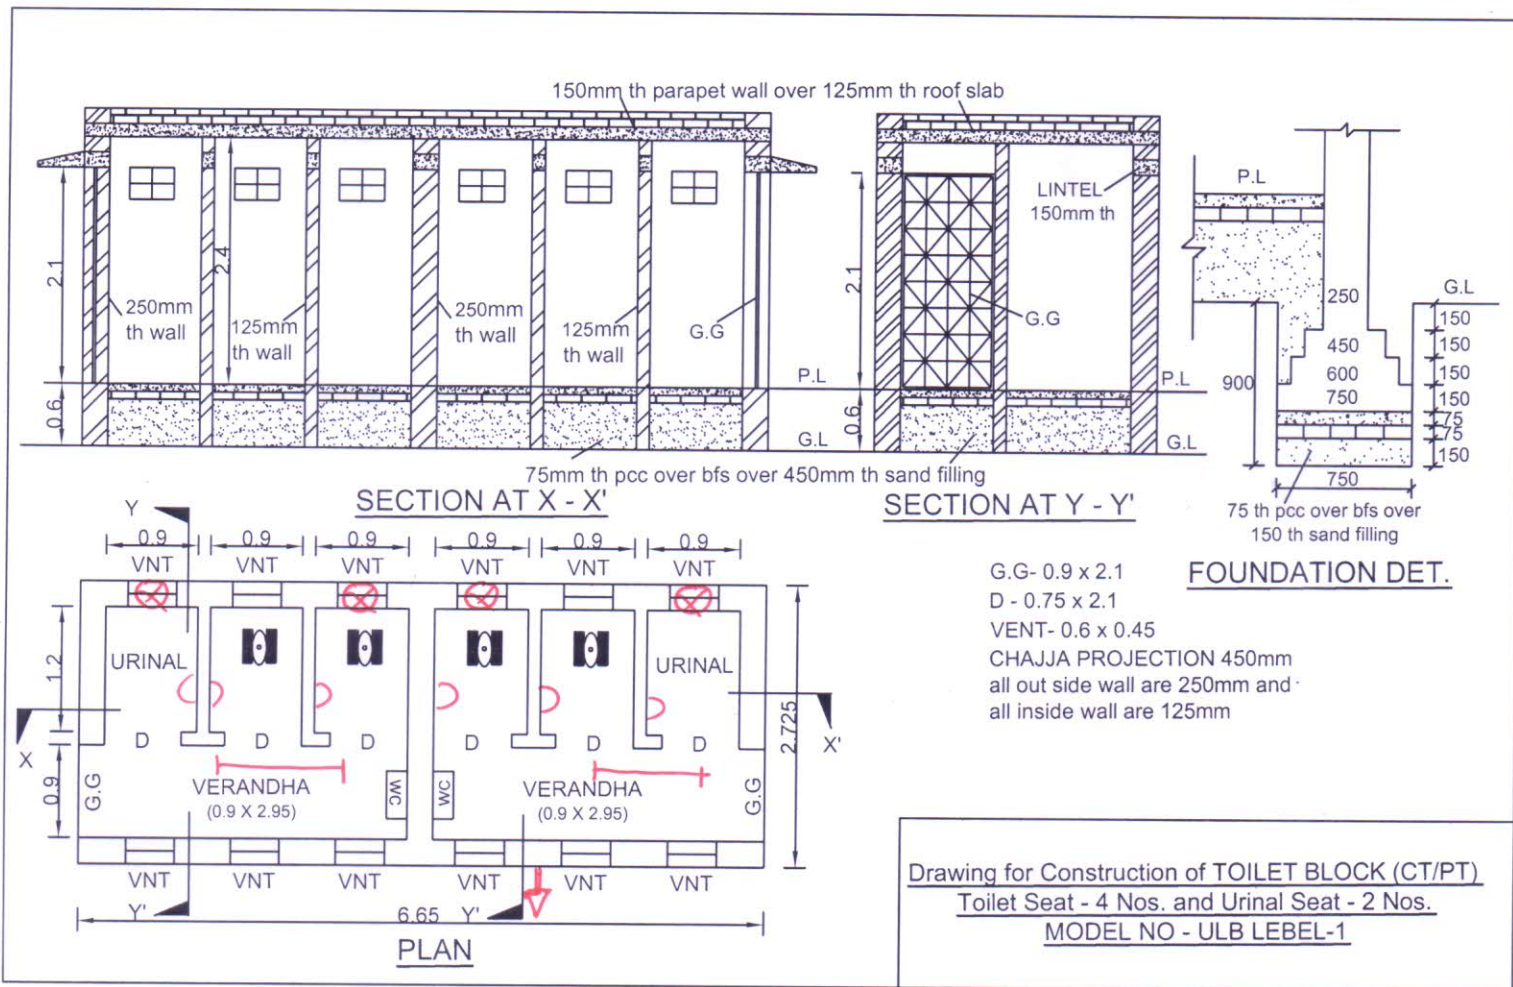 150mm th parapet wall over 125mm th roof slab
2.1
250mm
th wall
2.4
125mm
th wall
250mm
th wall
125mm
th wall
G.G
P.L
0.6
G.L
75mm th pcc over bfs over 450mm th sand filling
SECTION AT X - X'
2.1
LINTEL
150mm th
G.G
P.L
0.6
G.L
SECTION AT Y - Y'
P.L
G.L
250
450
600
750
900
150
150
150
150
75
75
150
750
75 th pcc over bfs over
150 th sand filling
FOUNDATION DET.
Y
0.9
0.9
0.9
0.9
0.9
0.9
VNT
VNT
VNT
VNT
VNT
VNT
URINAL
URINAL
1.2
X
X'
D
D
D
D
D
D
2.725
0.9
G.G
VERANDHA
(0.9 X 2.95)
WC
WC
VERANDHA
(0.9 X 2.95)
G.G
VNT
VNT
VNT
VNT
VNT
VNT
Y'
6.65
Y'
PLAN
G.G- 0.9 x 2.1
D - 0.75 x 2.1
VENT- 0.6 x 0.45
CHAJJA PROJECTION 450mm
all out side wall are 250mm and
all inside wall are 125mm
Drawing for Construction of TOILET BLOCK (CT/PT)
Toilet Seat - 4 Nos. and Urinal Seat - 2 Nos.
MODEL NO - ULB LEBEL-1